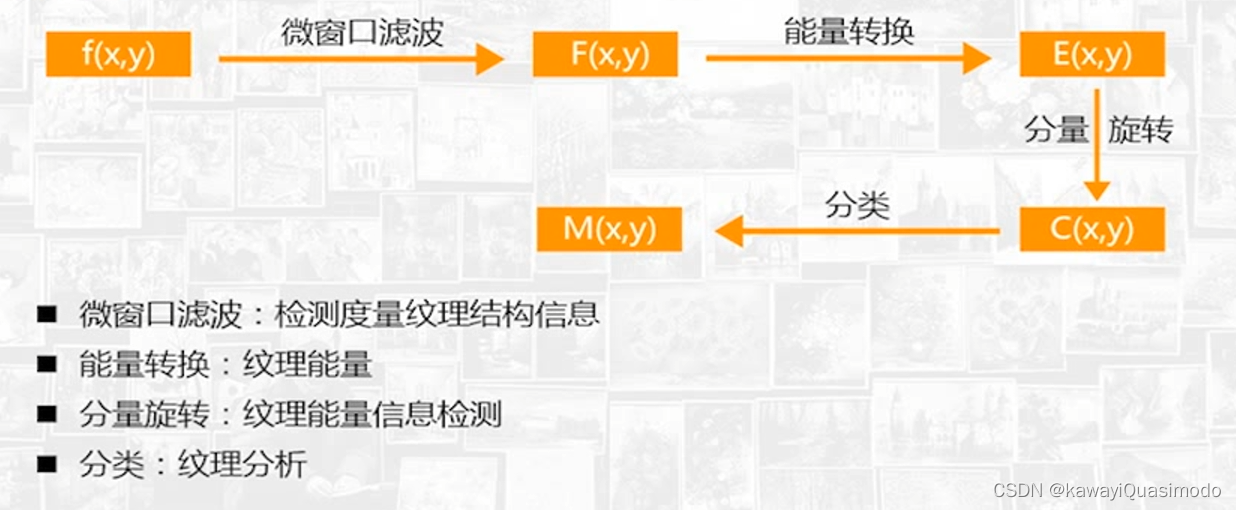 f(x,y) 微窗口滤波 F(x,y) 能量转换 E(x,y)
分量 旋转
M(x,y) 分类 C(x,y)
■ 微窗口滤波：检测度量纹理结构信息
■ 能量转换：纹理能量
■ 分量旋转：纹理能量信息检测
■ 分类：纹理分析
CSDN @kawayiQuasimodo